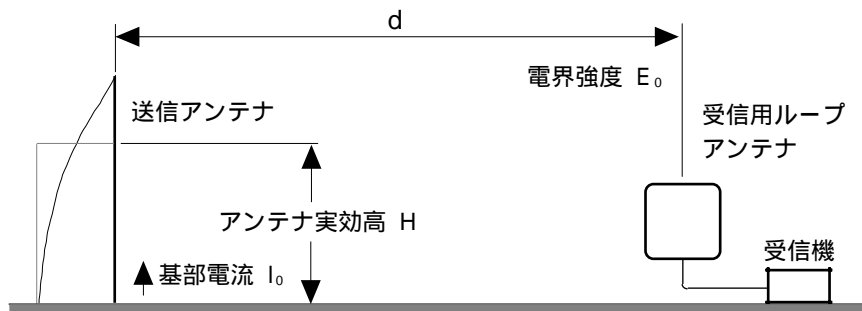 d
電界強度 E₀
送信アンテナ
受信用ループ
アンテナ
アンテナ実効高 H
受信機
基部電流 I₀